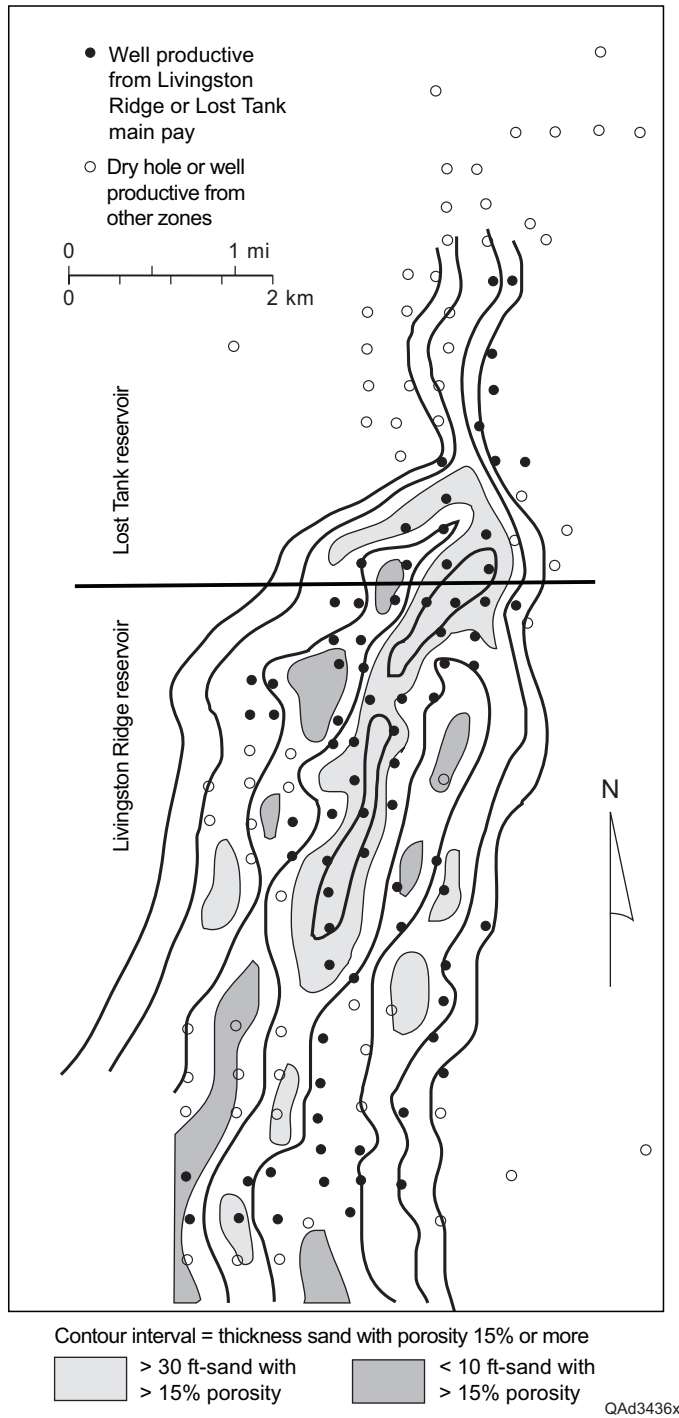 Well productive
from Livingston
Ridge or Lost Tank
main pay
Dry hole or well
productive from
other zones
0 1 mi
0 2 km
Lost Tank reservoir
Livingston Ridge reservoir
N
Contour interval = thickness sand with porosity 15% or more
> 30 ft-sand with
> 15% porosity
< 10 ft-sand with
> 15% porosity
QAd3436x